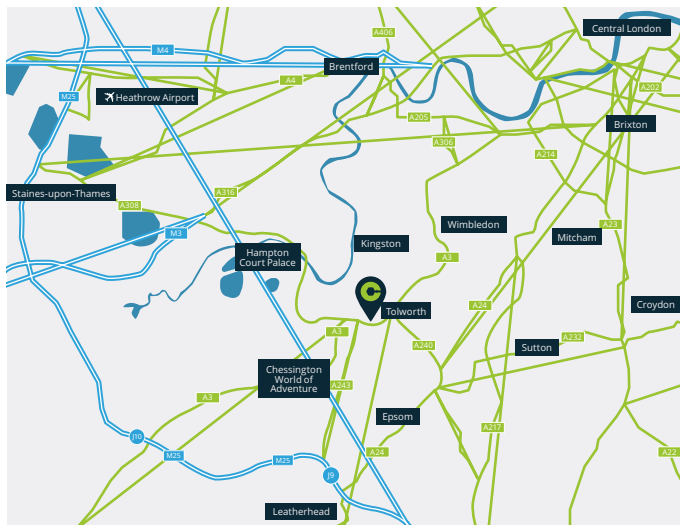 Central London
A406
M4
Brentford
A4
A202
M25
Heathrow Airport
A205
Brixton
A306
A214
Staines-upon-Thames
A316
A308
M3
Wimbledon
A23
Mitcham
Kingston
Hampton
Court Palace
A3
Croydon
A24
Tolworth
A3
A232
A240
Sutton
Chessington
World of
Adventure
A243
A3
Epsom
A217
J10
M25
M25
A24
A22
J9
Leatherhead